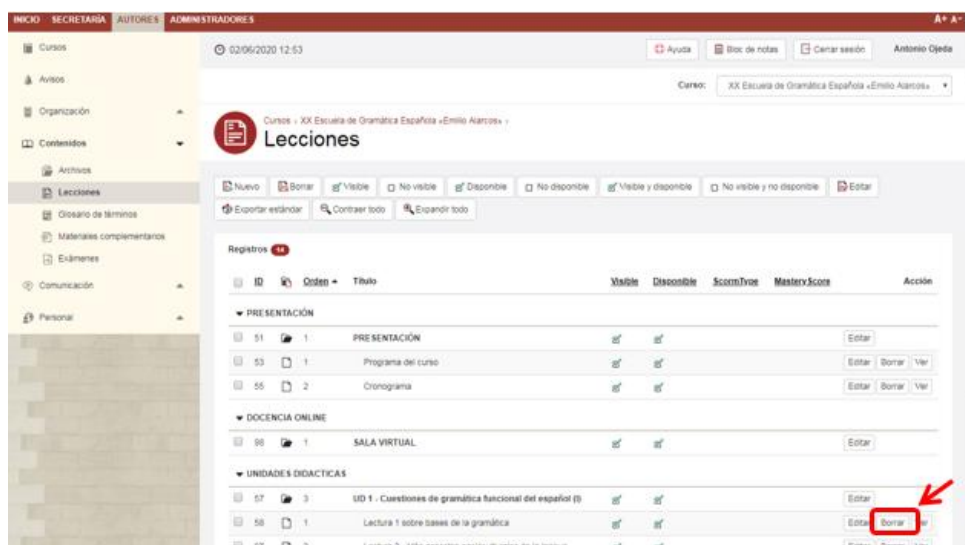 INICIO SECRETARÍA AUTORES ADMINISTRADORES A+ A-
Cursos
Avisos
Organización
Contenidos
Archivos
Lecciones
Glosario de términos
Materiales complementarios
Exámenes
Comunicación
Personal
02/06/2020 12:53 Ayuda Bloc de notas Cerrar sesión Antonio Ojeda
Curso: XX Escuela de Gramática Española «Emilio Alarcos»
Cursos › XX Escuela de Gramática Española «Emilio Alarcos» ›
Lecciones
Nuevo Borrar Visible No visible Disponible No disponible Visible y disponible No visible y no disponible Editar
Exportar estándar Contraer todo Expandir todo
Registros 14
ID Orden Título Visible Disponible ScormType MasteryScore Acción
PRESENTACIÓN
51 1 PRESENTACIÓN Editar
53 1 Programa del curso Editar Borrar Ver
55 2 Cronograma Editar Borrar Ver
DOCENCIA ONLINE
98 1 SALA VIRTUAL Editar
UNIDADES DIDACTICAS
57 3 UD 1 - Cuestiones de gramática funcional del español (I) Editar
58 1 Lectura 1 sobre bases de la gramática Editar Borrar Ver